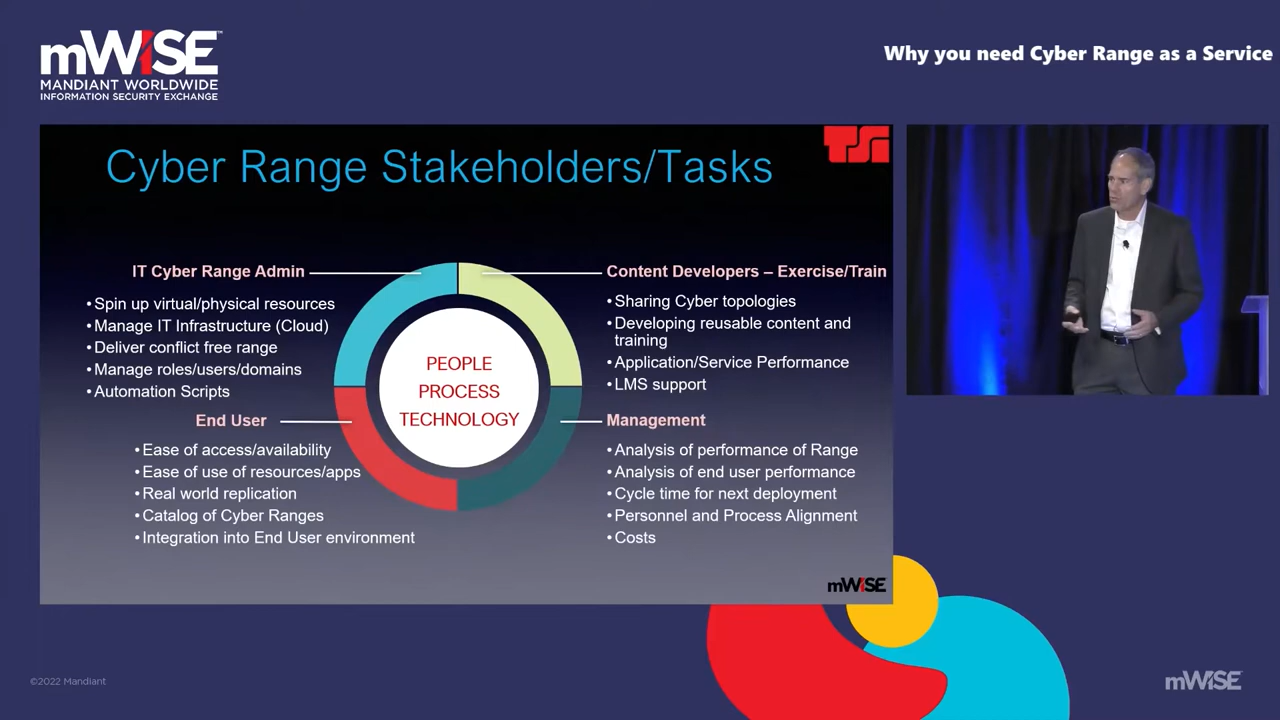 mWISE™
MANDIANT WORLDWIDE
INFORMATION SECURITY EXCHANGE
Why you need Cyber Range as a Service
TSi
Cyber Range Stakeholders/Tasks
IT Cyber Range Admin
•Spin up virtual/physical resources
•Manage IT Infrastructure (Cloud)
•Deliver conflict free range
•Manage roles/users/domains
•Automation Scripts
Content Developers – Exercise/Train
•Sharing Cyber topologies
•Developing reusable content and
training
•Application/Service Performance
•LMS support
PEOPLE
PROCESS
TECHNOLOGY
End User
•Ease of access/availability
•Ease of use of resources/apps
•Real world replication
•Catalog of Cyber Ranges
•Integration into End User environment
Management
•Analysis of performance of Range
•Analysis of end user performance
•Cycle time for next deployment
•Personnel and Process Alignment
•Costs
mWISE
©2022 Mandiant
mWISE